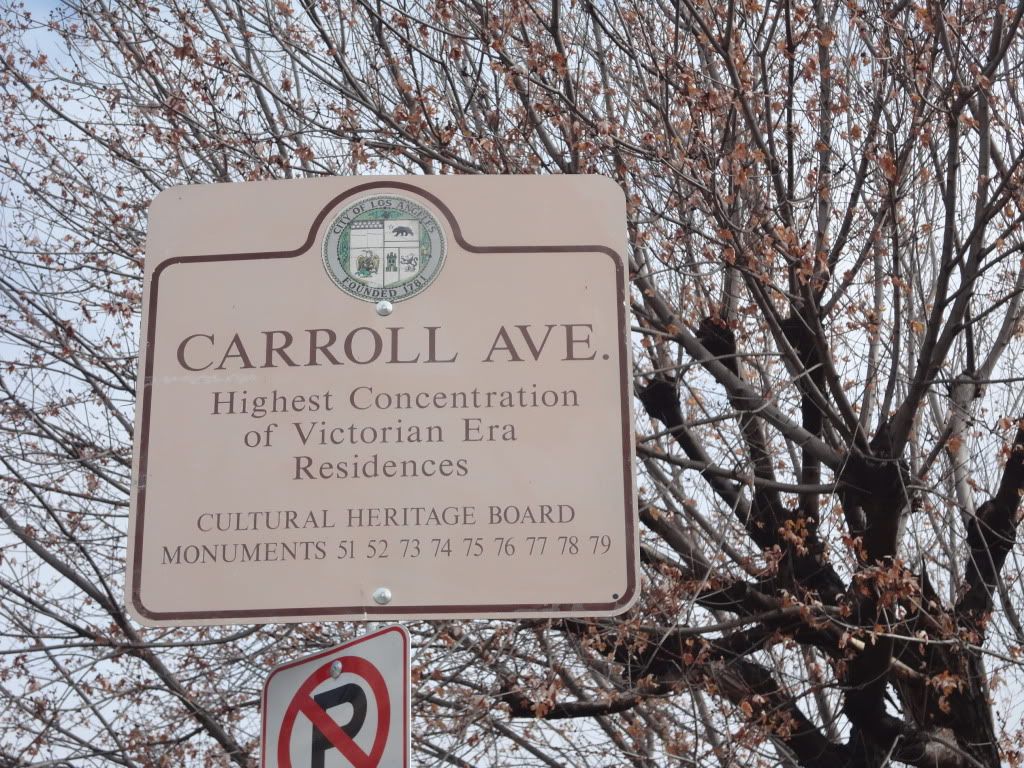 CITY OF LOS ANGELES
FOUNDED 1781
CARROLL AVE.
Highest Concentration
of Victorian Era
Residences
CULTURAL HERITAGE BOARD
MONUMENTS 51 52 73 74 75 76 77 78 79
P